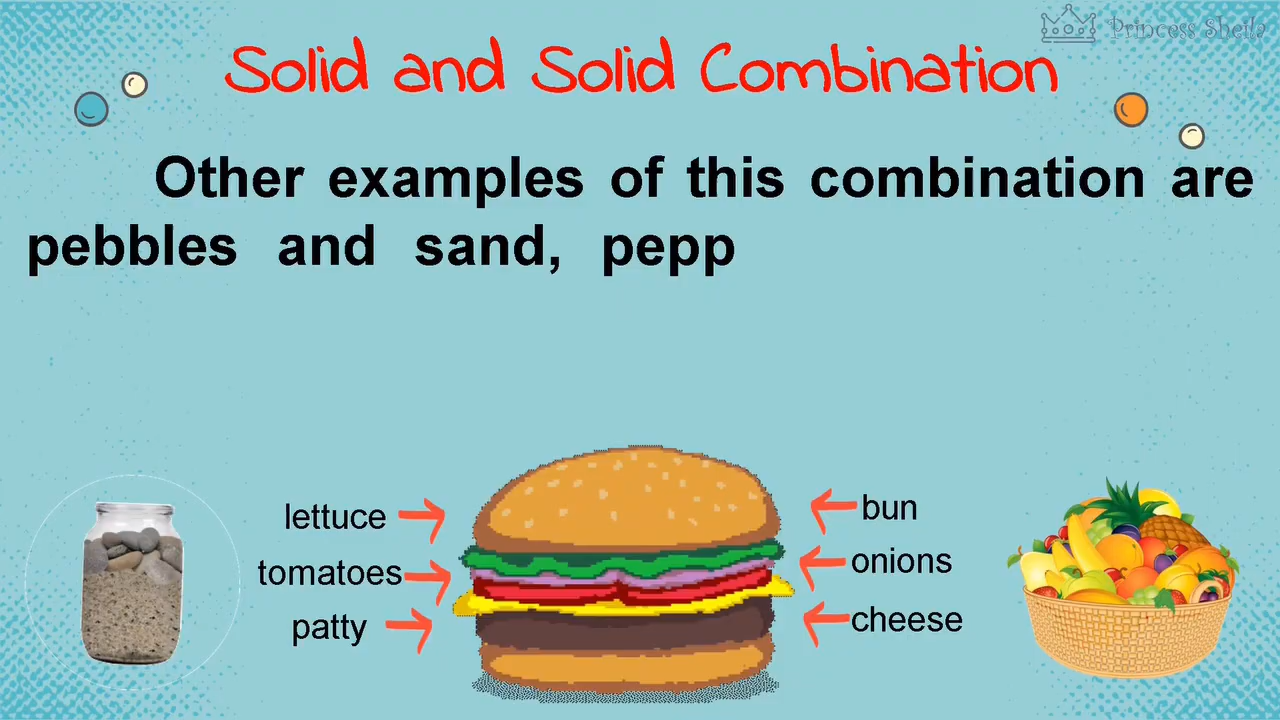 Princess Sheila
Solid and Solid Combination
Other examples of this combination are
pebbles and sand, pepp
lettuce
bun
tomatoes
onions
patty
cheese